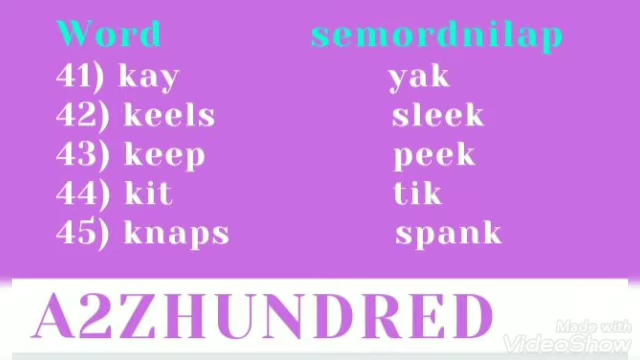 Word semordnilap
41) kay yak
42) keels sleek
43) keep peek
44) kit tik
45) knaps spank
A2ZHUNDRED
Made with
VideoShow